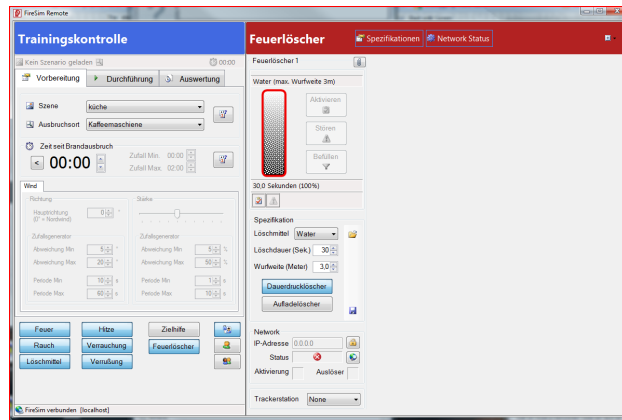 FireSim Remote
Trainingskontrolle
Kein Szenario geladen
00:00
Vorbereitung
Durchführung
Auswertung
Szene
küche
Ausbruchsort
Kaffeemaschiene
Zeit seit Brandausbruch
< 00:00
Zufall Min. 00:00
Zufall Max. 02:00
Wind
Richtung
Hauptrichtung
(0° = Nordwind)
0 °
Zufallsgenerator
Abweichung Min 5 °
Abweichung Max 20 °
Periode Min 10 s
Periode Max 60 s
Stärke
Zufallsgenerator
Abweichung Min 5 %
Abweichung Max 50 %
Periode Min 1 s
Periode Max 10 s
Feuer
Hitze
Zielhilfe
Rauch
Verrauchung
Feuerlöscher
Löschmittel
Verrußung
FireSim verbunden [localhost]
Feuerlöscher
Spezifikationen
Network Status
Feuerlöscher 1
Water (max. Wurfweite 3m)
Aktivieren
Stören
Befüllen
30,0 Sekunden (100%)
Spezifikation
Löschmittel Water
Löschdauer (Sek.) 30
Wurfweite (Meter) 3,0
Dauerdrucklöscher
Aufladelöscher
Network
IP-Adresse 0.0.0.0
Status
Aktivierung
Auslöser
Trackerstation None